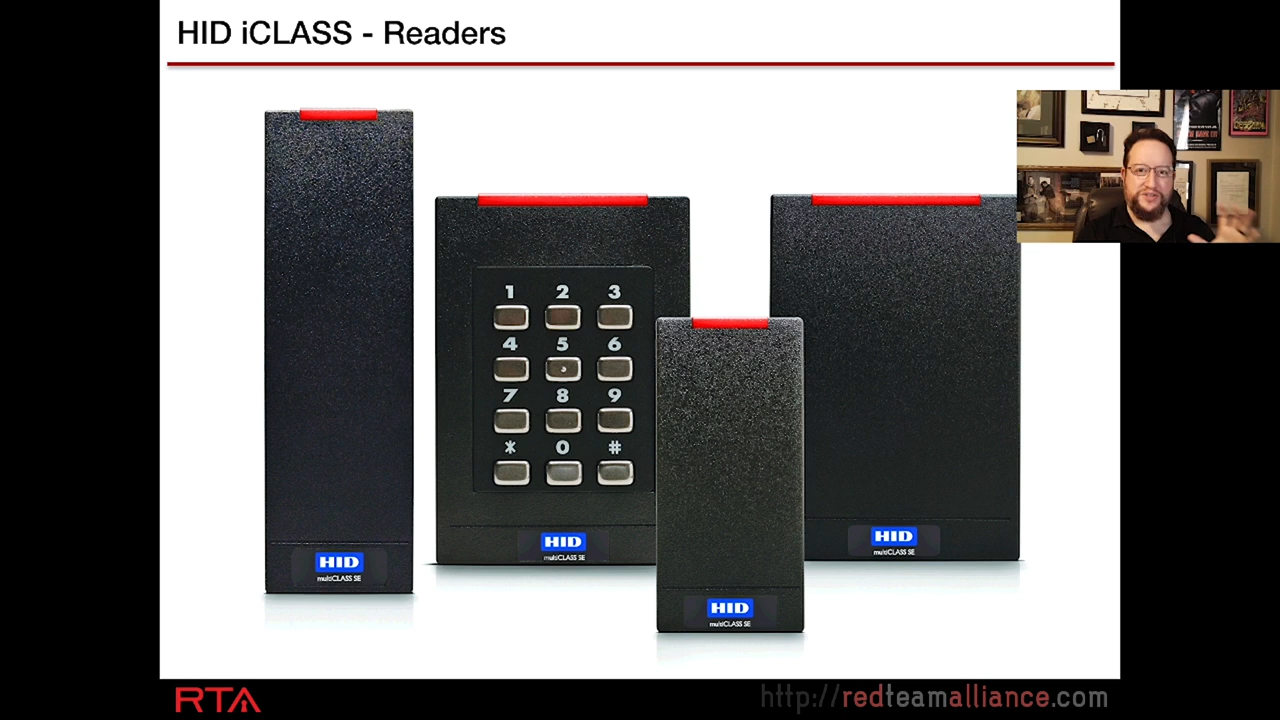 HID iCLASS - Readers
1 2 3
4 5 6
7 8 9
* 0 #
HID
multiCLASS SE
HID
multiCLASS SE
HID
multiCLASS SE
HID
multiCLASS SE
RTA
http://redteamalliance.com